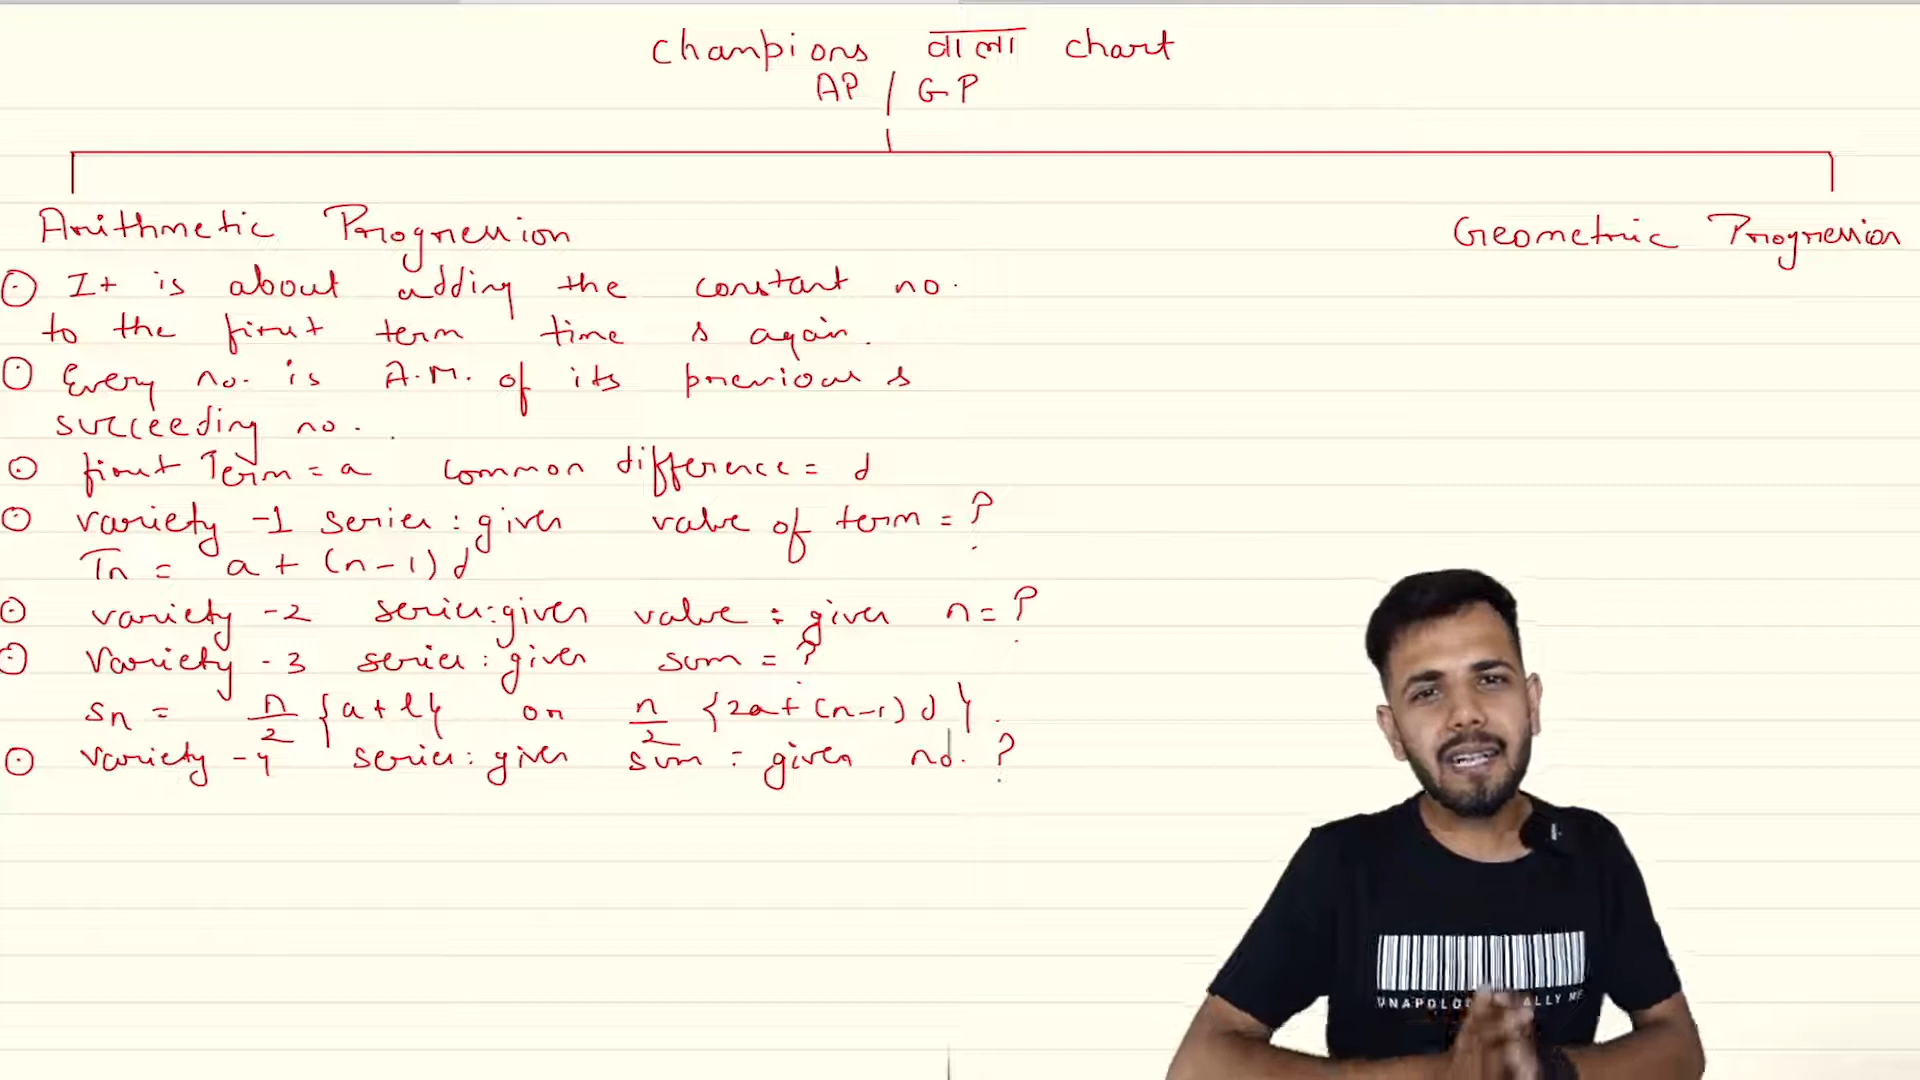 Champions वाला chart
AP / GP
Arithmetic Progression
Geometric Progression
It is about adding the constant no.
to the first term time & again.
Every no. is A.M. of its previous &
succeeding no.
first Term = a common difference = d
variety -1 series : given value of term = ?
Tn = a + (n-1)d
variety -2 series: given value : given n = ?
Variety - 3 series : given sum = ?
Sn = n/2 {a+l} or n/2 {2a+(n-1)d}.
variety -4 series : given sum = given no. ?
UNAPOLO ALLY ME